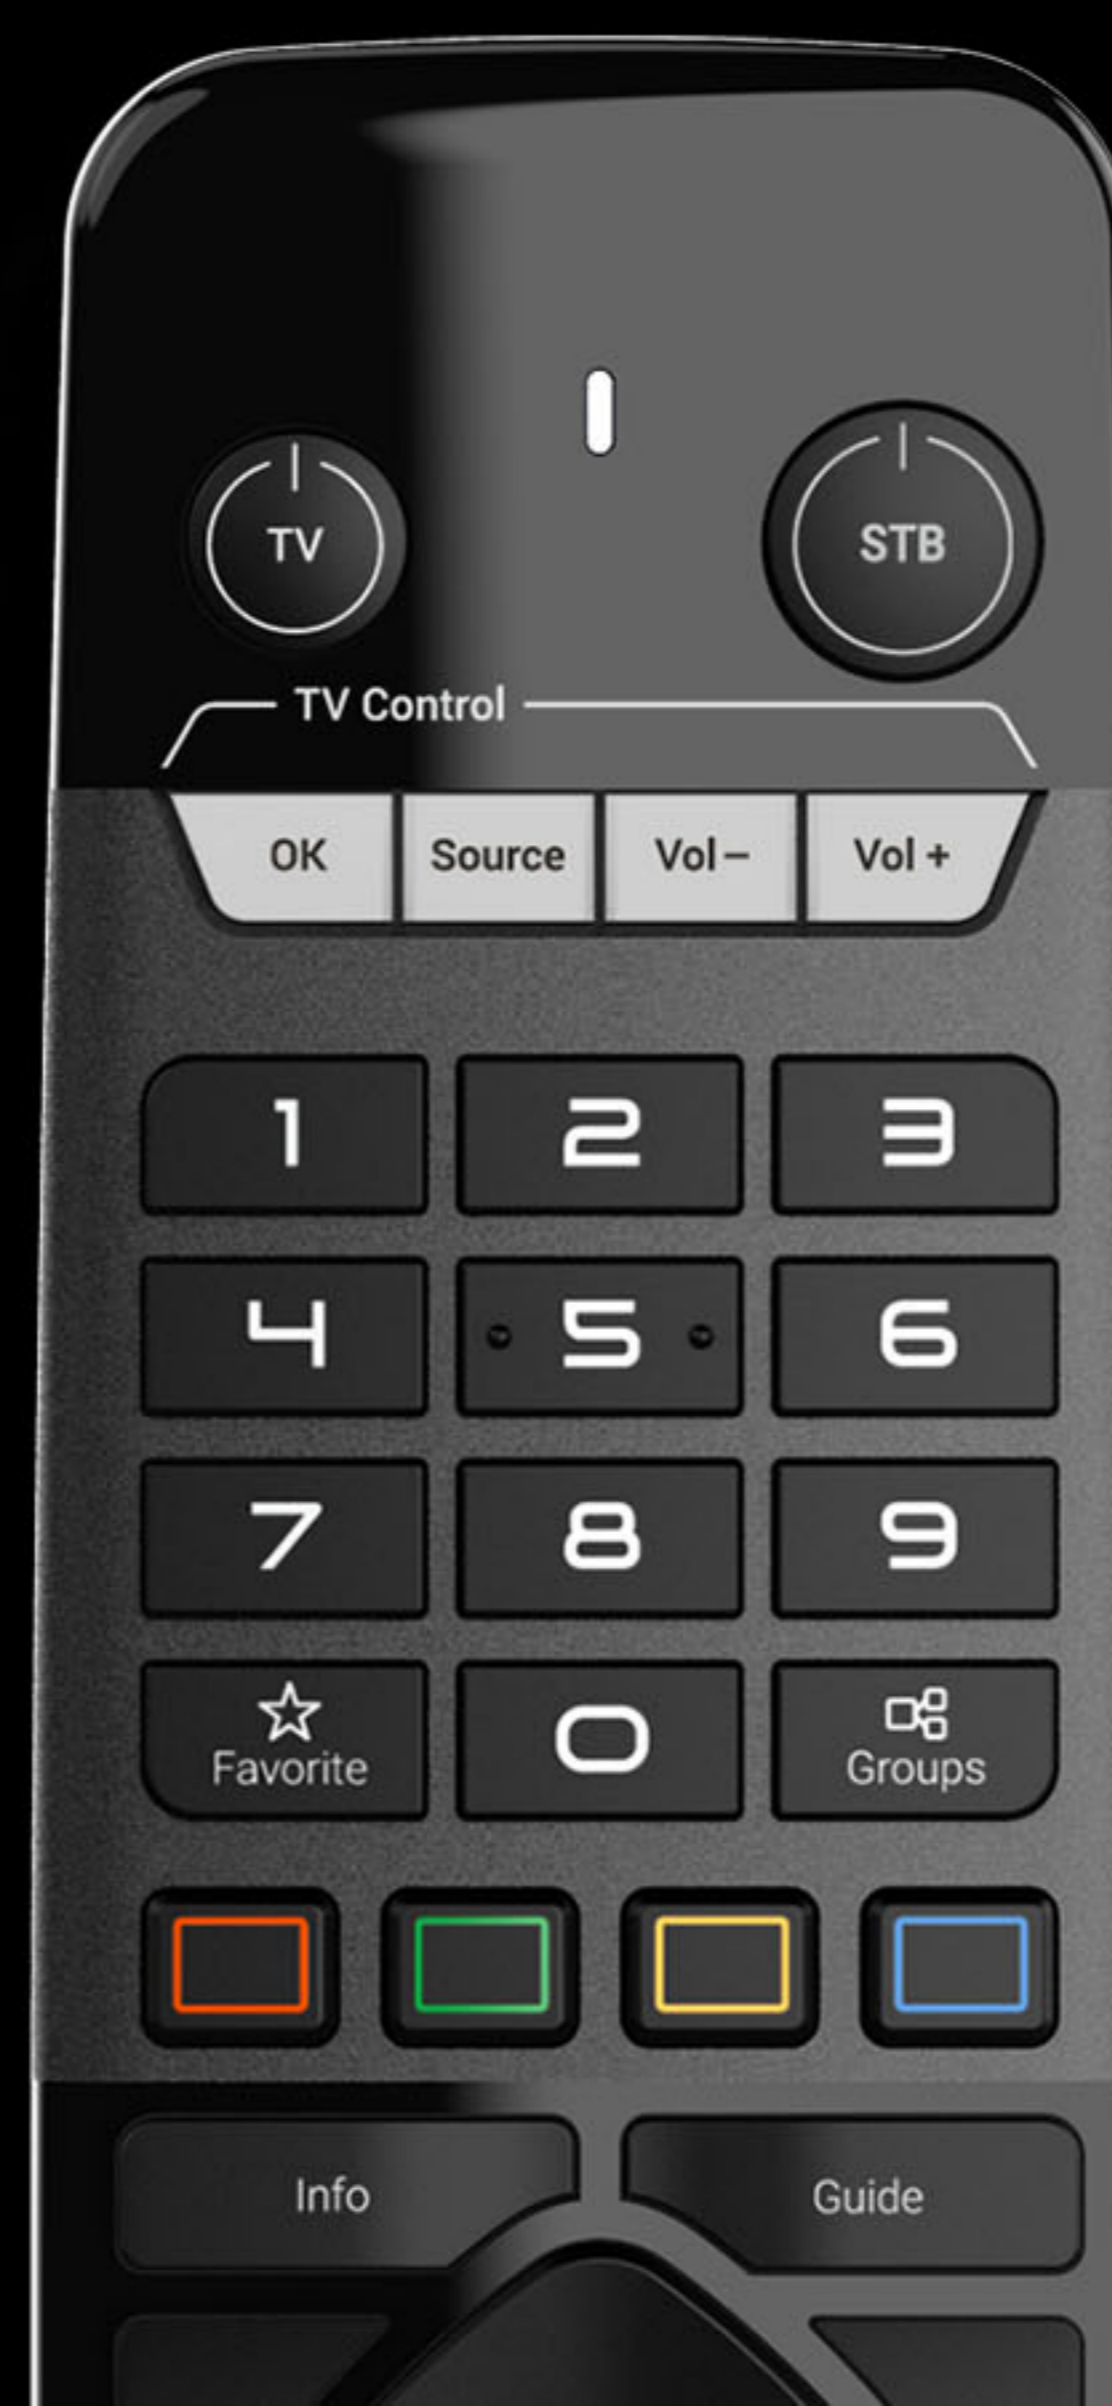 TV
STB
TV Control
OK Source Vol – Vol +
1 2 3
4 5 6
7 8 9
Favorite 0 Groups
Info Guide